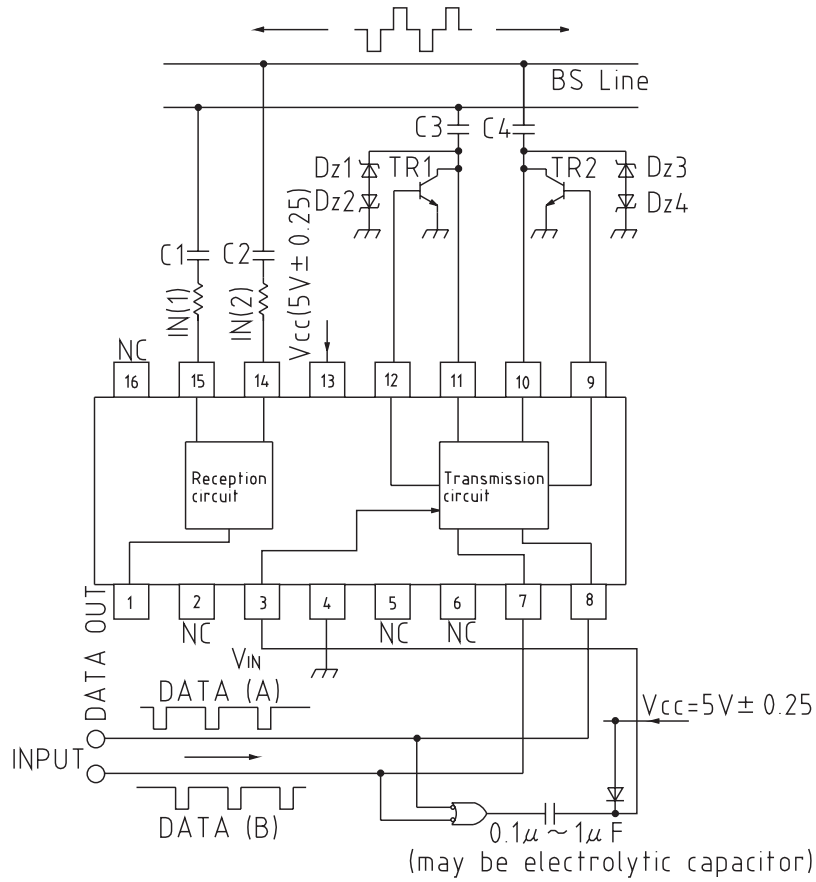 BS Line
C3 C4
Dz1 TR1 TR2 Dz3
Dz2 Dz4
C1 C2
IN(1) IN(2) Vcc(5V± 0.25)
NC
16 15 14 13 12 11 10 9
Reception
circuit
Transmission
circuit
1 2 3 4 5 6 7 8
NC NC NC
VIN
DATA OUT
DATA (A)
Vcc=5V± 0.25
INPUT
DATA (B)
0.1μ ~ 1μ F
(may be electrolytic capacitor)